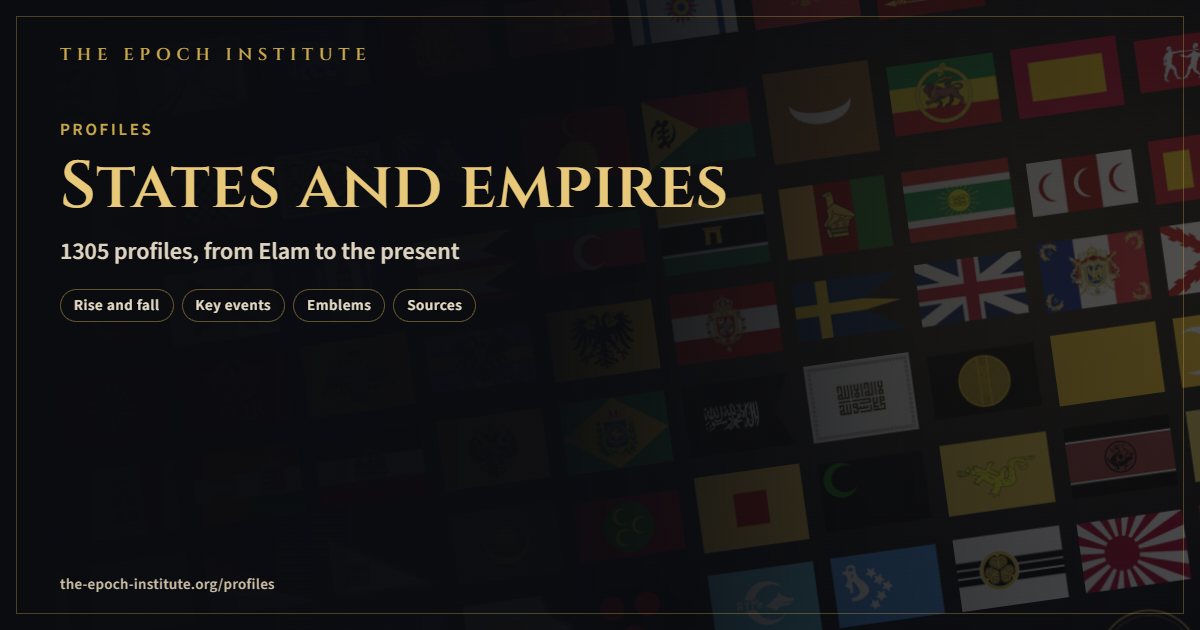 THE EPOCH INSTITUTE
PROFILES
STATES AND EMPIRES
1305 profiles, from Elam to the present
Rise and fall
Key events
Emblems
Sources
the-epoch-institute.org/profiles